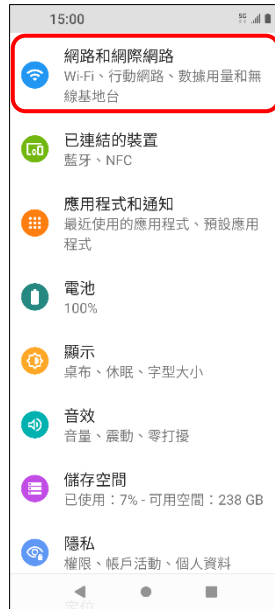 15:00
5G
網路和網際網路
Wi-Fi、行動網路、數據用量和無
線基地台
已連結的裝置
藍牙、NFC
應用程式和通知
最近使用的應用程式、預設應用
程式
電池
100%
顯示
桌布、休眠、字型大小
音效
音量、震動、零打擾
儲存空間
已使用：7% - 可用空間：238 GB
隱私
權限、帳戶活動、個人資料
定位